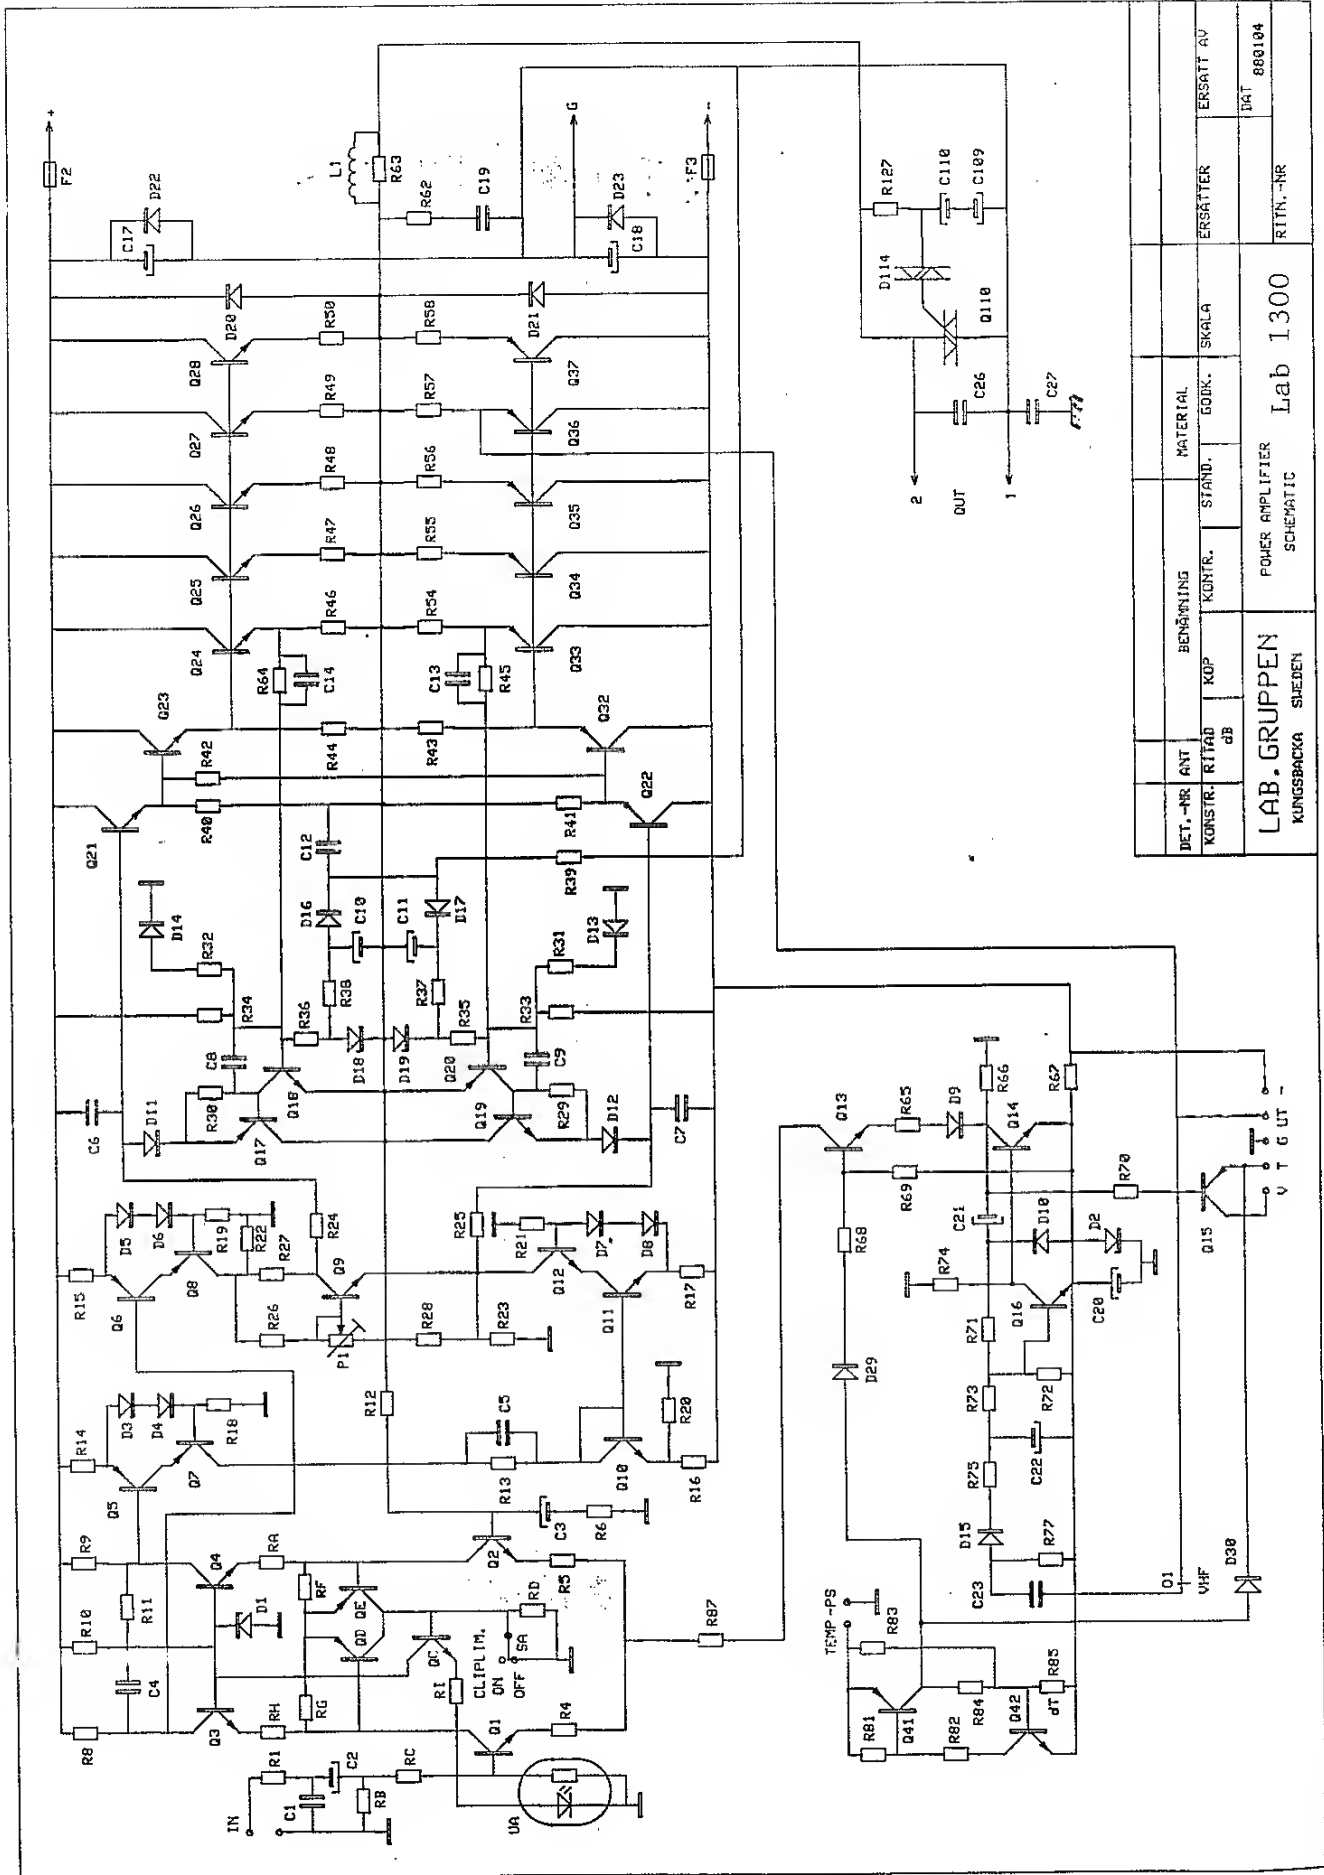 IN
R1
C1
C2
RB
RC
R8
C4
R11
R10
R9
Q3
Q4
D1
RH
RA
RG
RF
QD
QE
QC
RI
CLIPLIM.
ON
OFF
SA
RD
Q1
Q2
R4
R5
UA
C3
R6
R14
D3
D4
R18
Q5
Q7
R12
R13
C5
Q10
R20
R16
R15
D5
D6
R19
R22
Q6
Q8
R26
R27
R24
Q9
P1
R28
R23
R25
R21
Q12
D7
D8
Q11
R17
C6
D11
R30
C8
R34
R32
D14
Q17
Q18
R36
D18
D19
R38
R37
R35
Q20
Q19
C9
R29
D12
R33
R31
D13
C7
D16
C10
C11
D17
C12
R39
Q21
R40
R42
R41
Q22
Q23
R44
R43
Q32
R64
C14
C13
R45
Q24
Q25
Q26
Q27
Q28
R46
R47
R48
R49
R50
R54
R55
R56
R57
R58
Q33
Q34
Q35
Q36
Q37
D20
D21
C17
D22
C18
D23
F2
+
L1
R63
R62
C19
G
F3
-
R87
Q13
R65
D9
R66
R68
R69
Q14
R67
D29
R74
C21
D10
D2
R70
Q15
R71
Q16
C20
R73
R72
R75
C22
D15
R77
C23
O1
VHF
D30
TEMP-PS
R83
R81
Q41
R84
R85
R82
Q42
dT
V T G UT -
R127
C110
C109
D114
Q110
C26
C27
2
OUT
1
DET.-NR ANT BENÄMNING MATERIAL
KONSTR. RITAD KOP KONTR. STAND. GODK. SKALA ERSÄTTER ERSATT AV
dB
LAB.GRUPPEN
KUNGSBACKA SWEDEN
POWER AMPLIFIER
SCHEMATIC
Lab 1300
DAT 880104
RITN.-NR